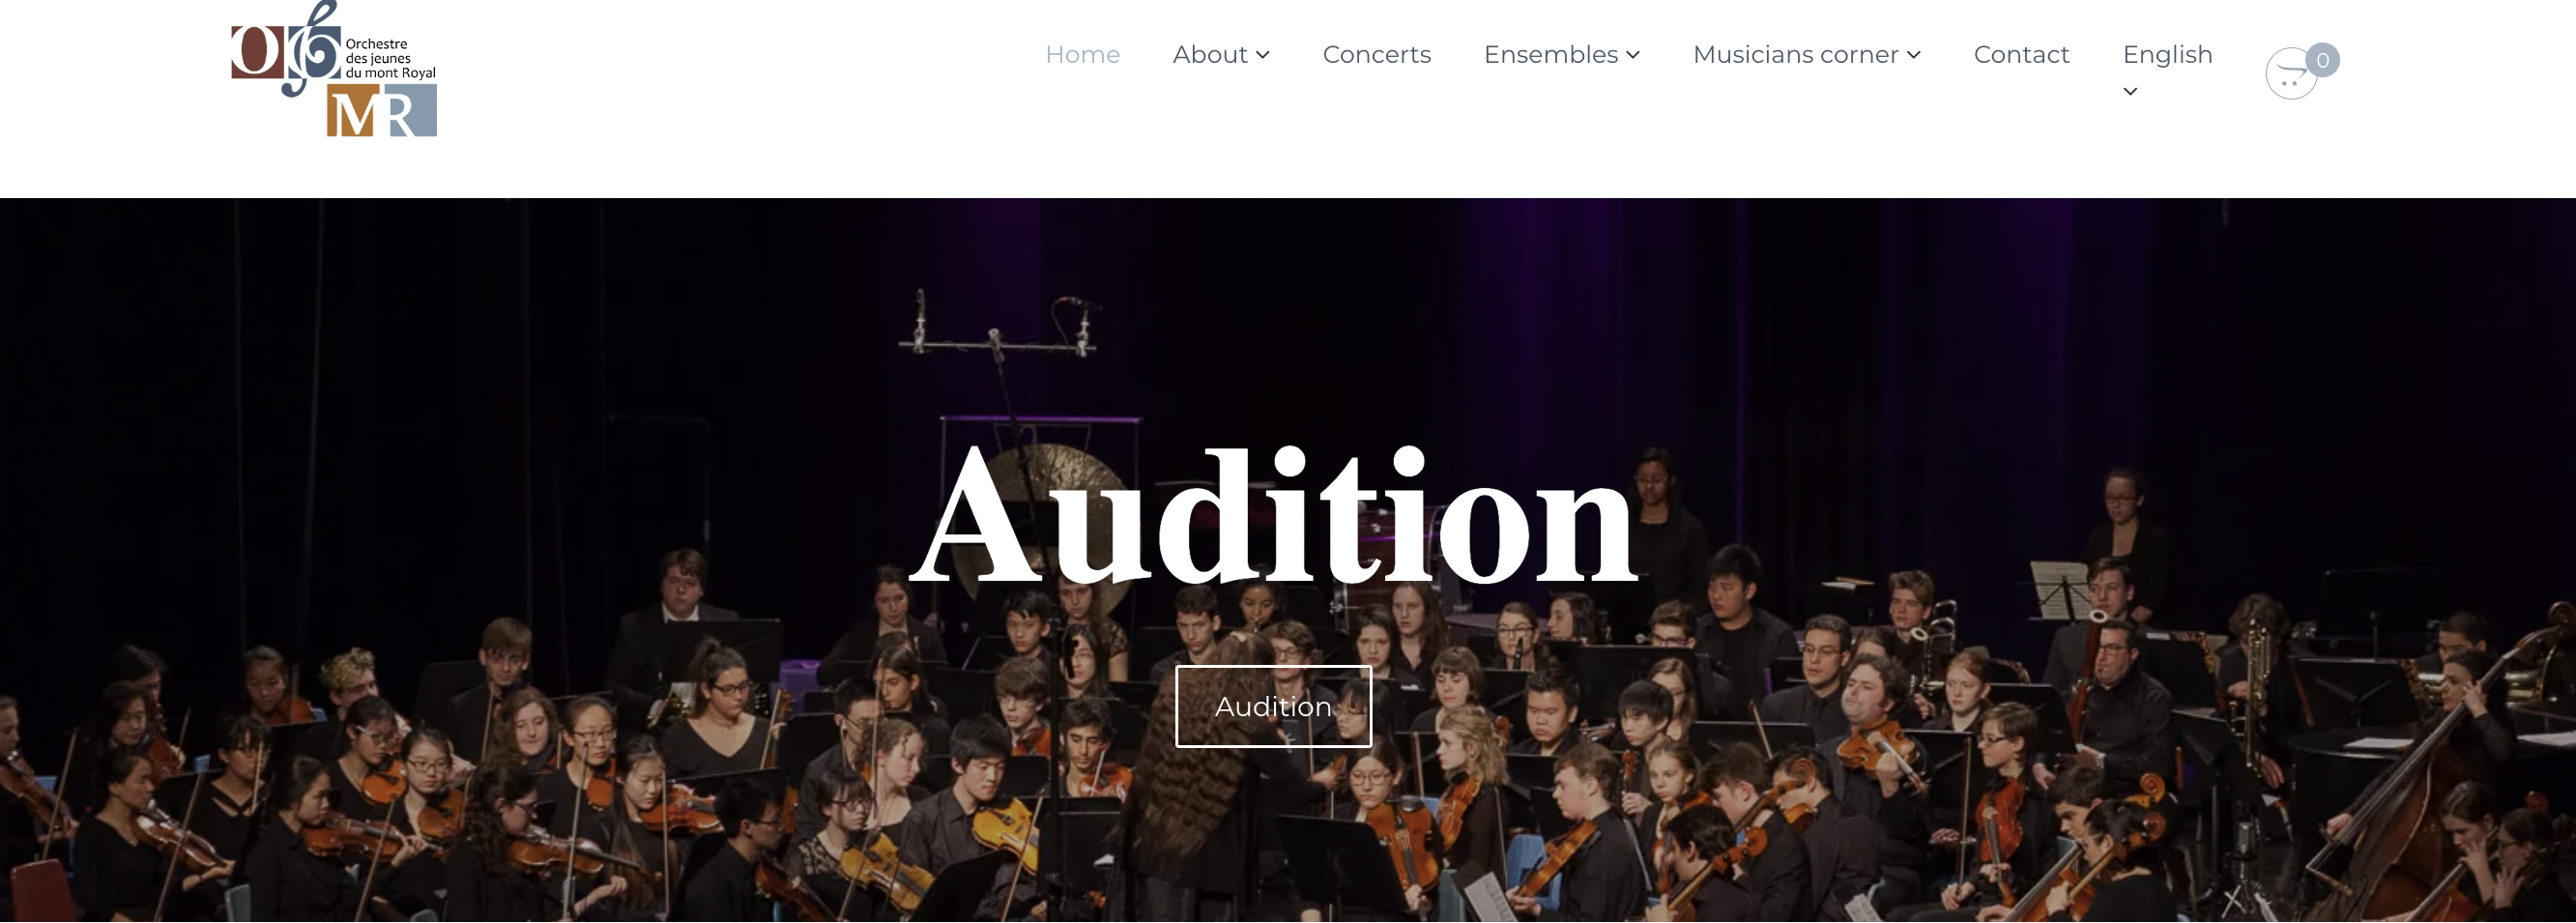 OJ
Orchestre
des jeunes
du mont Royal
MR
Home
About
Concerts
Ensembles
Musicians corner
Contact
English
0
Audition
Audition